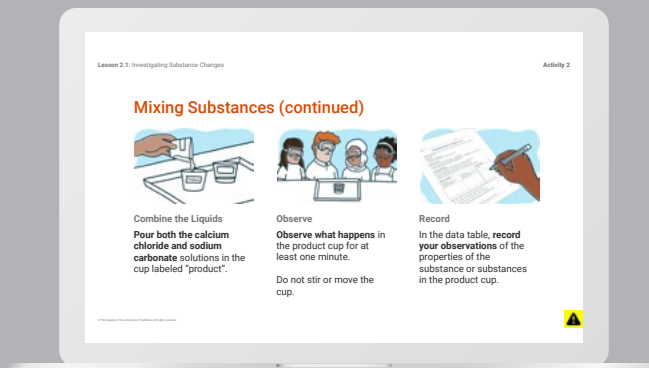 Lesson 2.1: Investigating Substance Changes
Activity 2
Mixing Substances (continued)
Combine the Liquids
Pour both the calcium
chloride and sodium
carbonate solutions in the
cup labeled “product”.
Observe
Observe what happens in
the product cup for at
least one minute.
Do not stir or move the
cup.
Record
In the data table, record
your observations of the
properties of the
substance or substances
in the product cup.